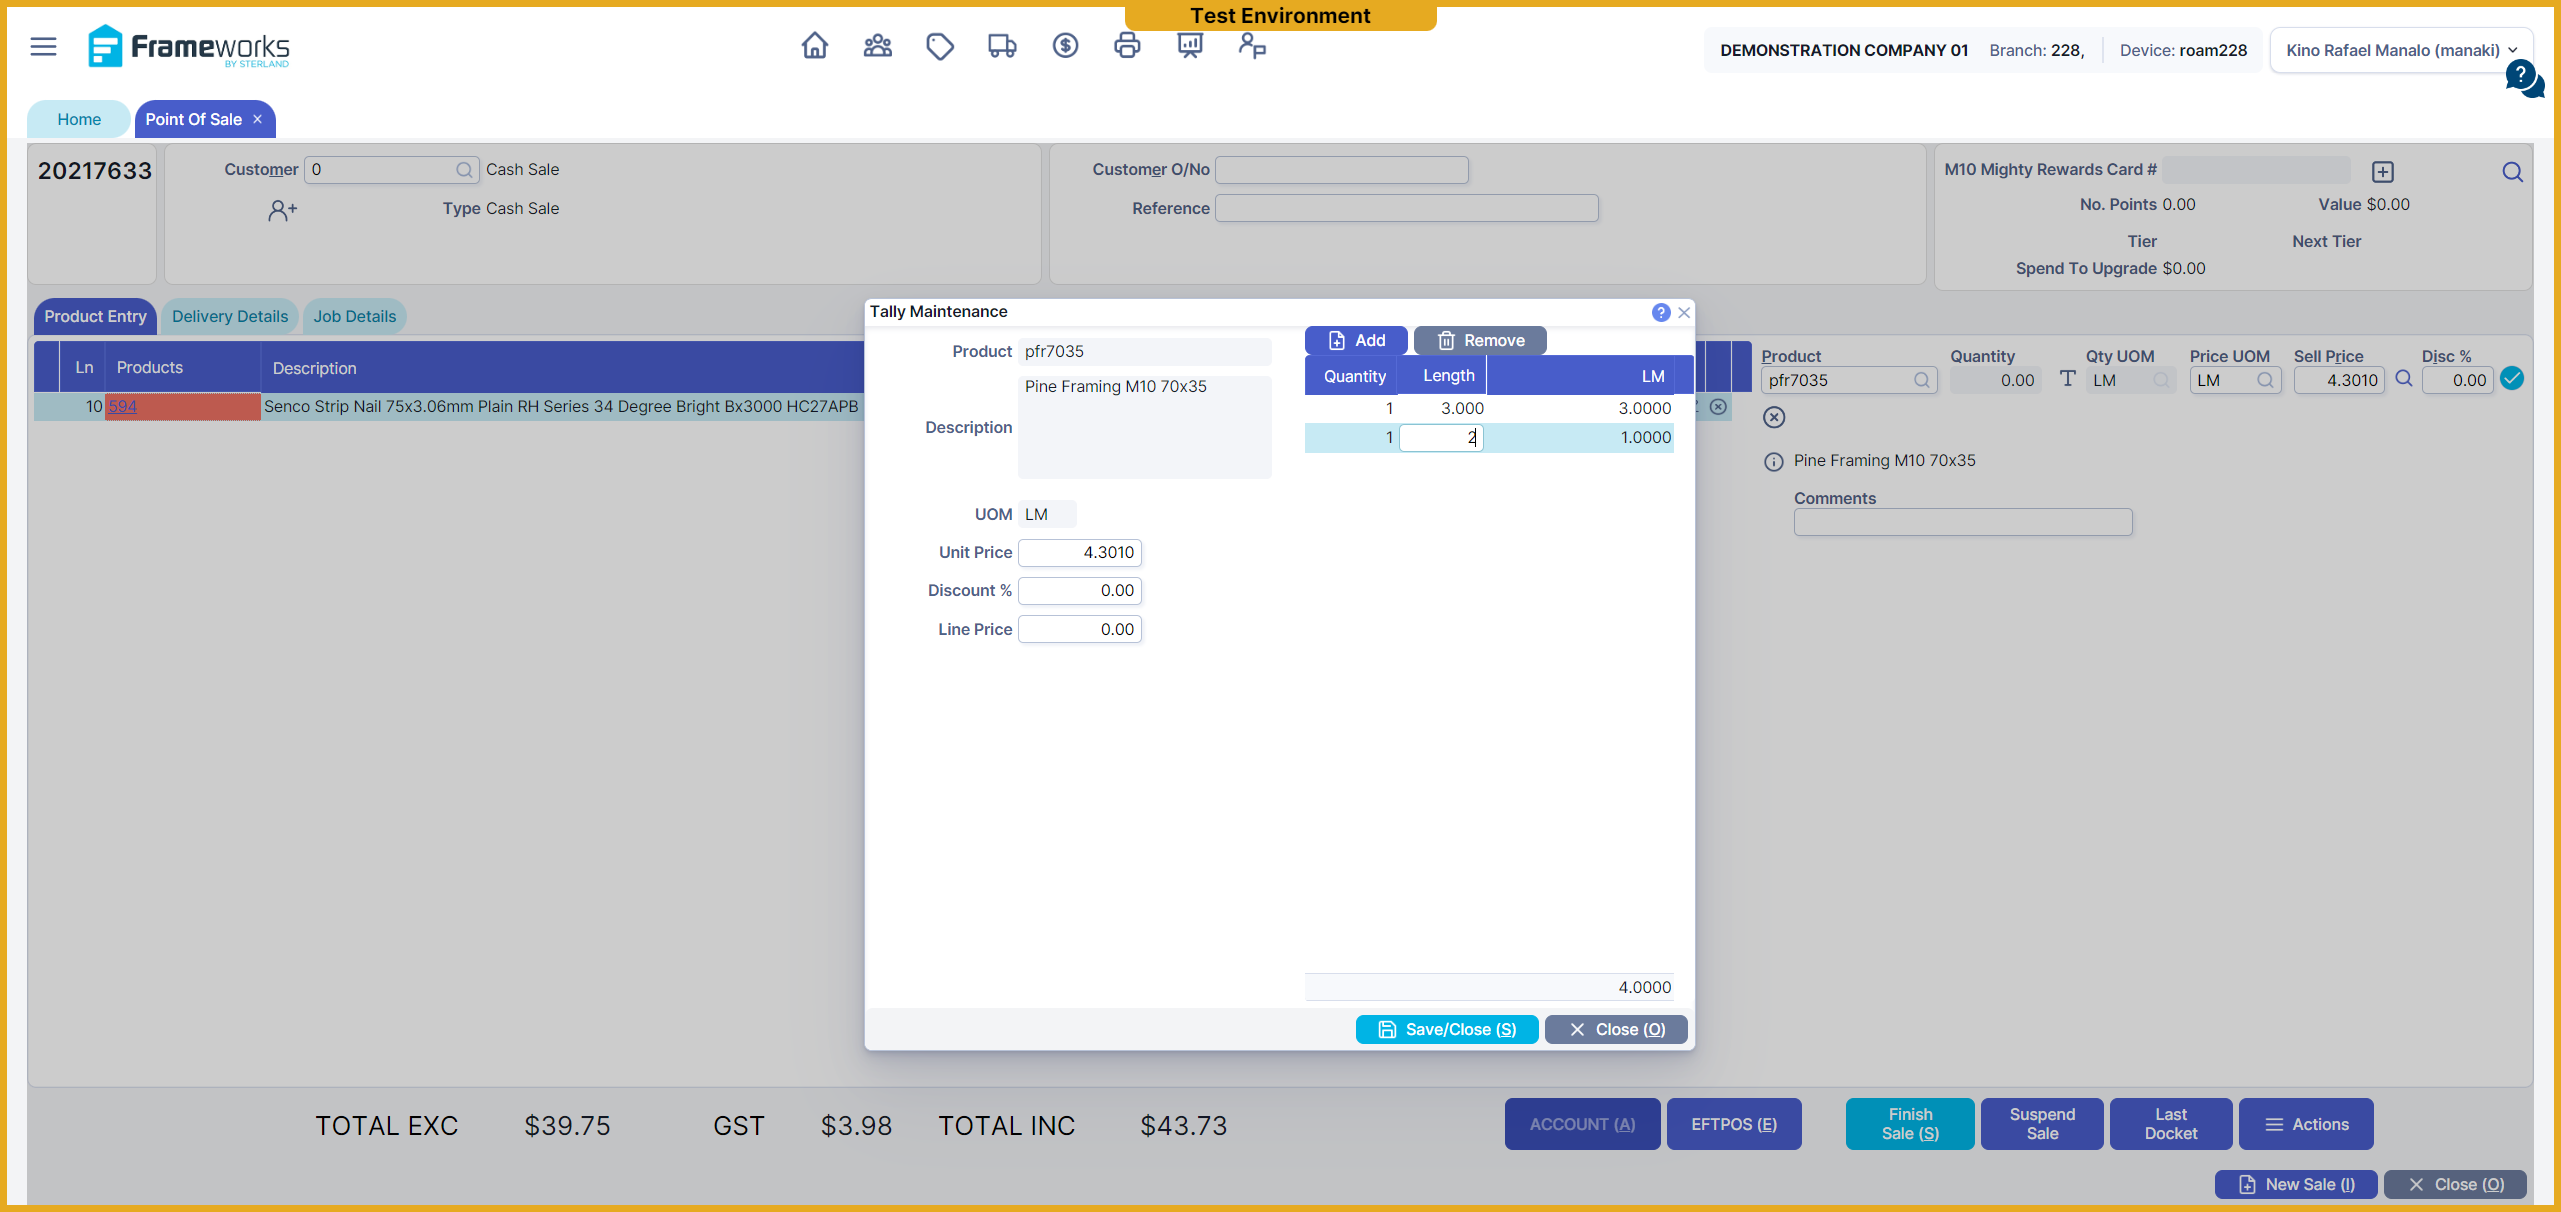 Test Environment
Frameworks
BY STERLAND
DEMONSTRATION COMPANY 01 Branch: 228, Device: roam228 Kino Rafael Manalo (manaki)
?
Home Point Of Sale
20217633
Customer 0 Cash Sale
Type Cash Sale
Customer O/No
Reference
M10 Mighty Rewards Card #
No. Points 0.00 Value $0.00
Tier Next Tier
Spend To Upgrade $0.00
Product Entry Delivery Details Job Details
Ln Products Description
10 594 Senco Strip Nail 75x3.06mm Plain RH Series 34 Degree Bright Bx3000 HC27APB
Tally Maintenance ?
Product pfr7035
Description Pine Framing M10 70x35
UOM LM
Unit Price 4.3010
Discount % 0.00
Line Price 0.00
Add Remove
Quantity Length LM
1 3.000 3.0000
1 2 1.0000
4.0000
Save/Close (S) Close (O)
Product Quantity Qty UOM Price UOM Sell Price Disc %
pfr7035 0.00 LM LM 4.3010 0.00
Pine Framing M10 70x35
Comments
TOTAL EXC $39.75 GST $3.98 TOTAL INC $43.73
ACCOUNT (A) EFTPOS (E)
Finish
Sale (S)
Suspend
Sale
Last
Docket
Actions
New Sale (I) Close (O)